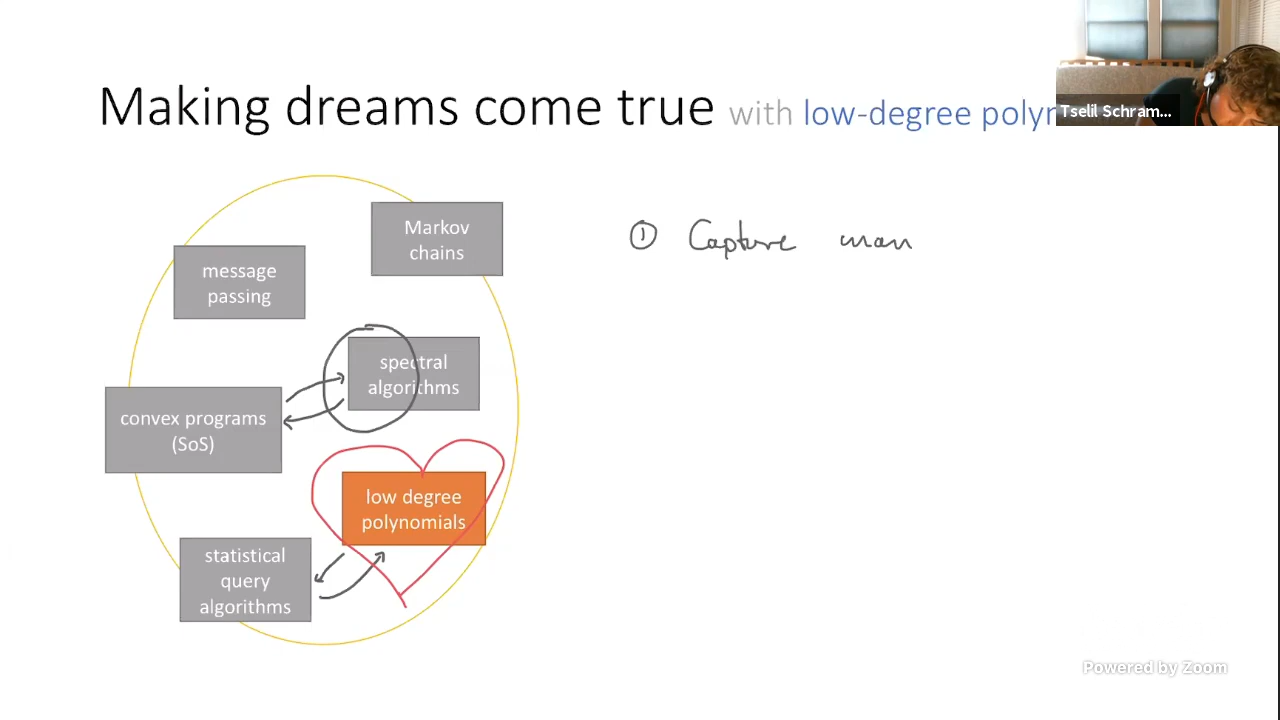 Making dreams come true with low-degree polyn
Tselil Schram...
Markov
chains
message
passing
① Capture man
spectral
algorithms
convex programs
(SoS)
low degree
polynomials
statistical
query
algorithms
Powered by Zoom